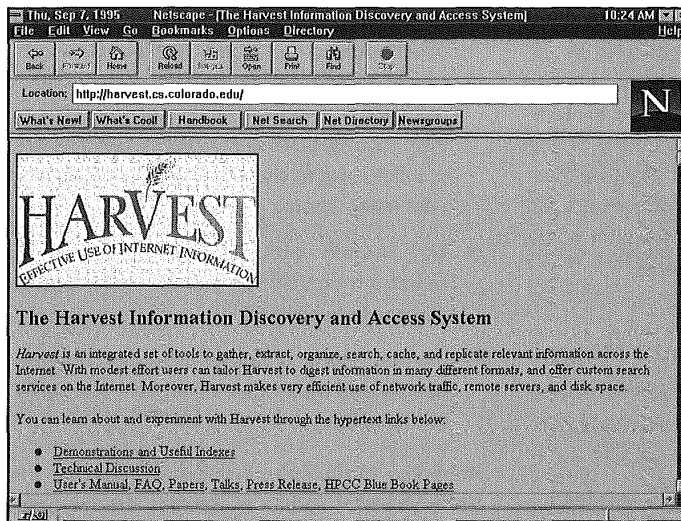 Thu, Sep 7, 1995 Netscape - [The Harvest Information Discovery and Access System] 10:24 AM
File Edit View Go Bookmarks Options Directory Help
Back Forward Home Reload Images Open Print Find Stop
Location: http://harvest.cs.colorado.edu/
N
What's New! What's Cool! Handbook Net Search Net Directory Newsgroups
HARVEST
EFFECTIVE USE OF INTERNET INFORMATION
The Harvest Information Discovery and Access System
Harvest is an integrated set of tools to gather, extract, organize, search, cache, and replicate relevant information across the
Internet. With modest effort users can tailor Harvest to digest information in many different formats, and offer custom search
services on the Internet. Moreover, Harvest makes very efficient use of network traffic, remote servers, and disk space.
You can learn about and experiment with Harvest through the hypertext links below:
Demonstrations and Useful Indexes
Technical Discussion
User's Manual, FAQ, Papers, Talks, Press Release, HPCC Blue Book Pages